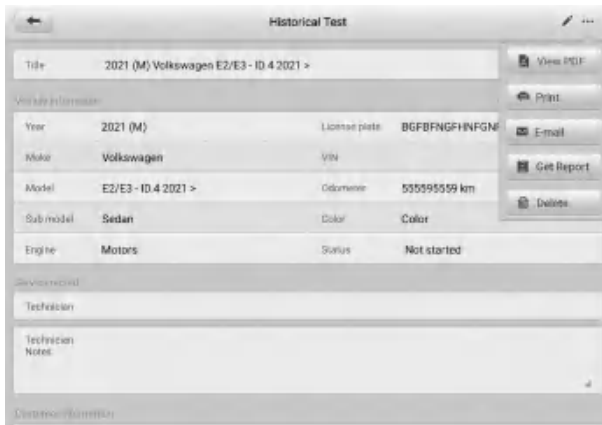 Historical Test
Title 2021 (M) Volkswagen E2/E3 - ID.4 2021 >
View PDF
Print
E-mail
Get Report
Delete
Vehicle Information
Year 2021 (M) License plate BGFBFNGFHNFGN
Make Volkswagen VIN
Model E2/E3 - ID.4 2021 > Odometer 555595559 km
Sub model Sedan Color Color
Engine Motors Status Not started
Service record
Technician
Technician
Notes
Customer Information